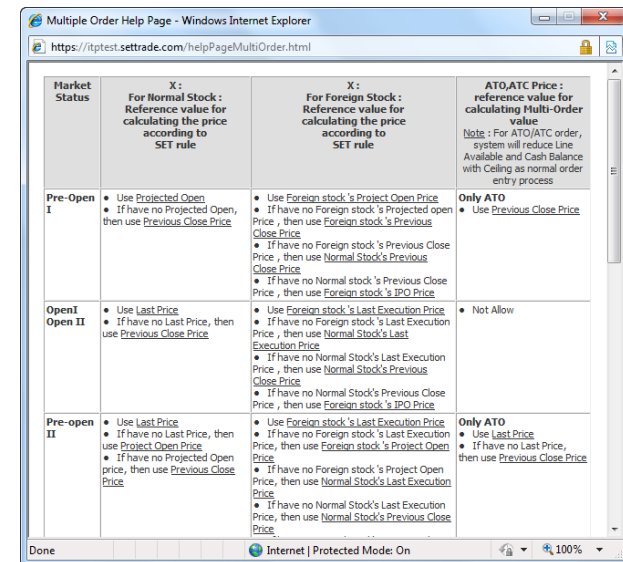 Multiple Order Help Page - Windows Internet Explorer
https://itptest.settrade.com/helpPageMultiOrder.html
Market
Status
X :
For Normal Stock :
Reference value for
calculating the price
according to
SET rule
X :
For Foreign Stock :
Reference value for
calculating the price
according to
SET rule
ATO,ATC Price :
reference value for
calculating Multi-Order
value
Note : For ATO/ATC order,
system will reduce Line
Available and Cash Balance
with Ceiling as normal order
entry process
Pre-Open
I
● Use Projected Open
● If have no Projected Open,
then use Previous Close Price
● Use Foreign stock 's Project Open Price
● If have no Foreign stock 's Projected open
Price , then use Foreign stock 's Previous
Close Price
● If have no Foreign stock 's Previous Close
Price , then use Normal Stock's Previous
Close Price
● If have no Normal stock 's Previous Close
Price , then use Foreign stock 's IPO Price
Only ATO
● Use Previous Close Price
OpenI
Open II
● Use Last Price
● If have no Last Price, then
use Previous Close Price
● Use Foreign stock 's Last Execution Price
● If have no Foreign stock 's Last Execution
Price , then use Normal Stock's Last
Execution Price
● If have no Normal Stock's Last Execution
Price , then use Normal Stock's Previous
Close Price
● If have no Normal Stock's Previous Close
Price , then use Foreign stock 's IPO Price
● Not Allow
Pre-open
II
● Use Last Price
● If have no Last Price, then
use Project Open Price
● If have no Projected Open
price, then use Previous Close
Price
● Use Foreign stock 's Last Execution Price
● If have no Foreign stock 's Last Execution
Price, then use Foreign stock 's Project Open
Price
● If have no Foreign stock 's Project Open
Price, then use Normal Stock's Last Execution
Price
● If have no Normal Stock's Last Execution
Price, then use Normal Stock's Previous Close
Price
Only ATO
● Use Last Price
● If have no Last Price,
then use Previous Close Price
Done
Internet | Protected Mode: On
100%